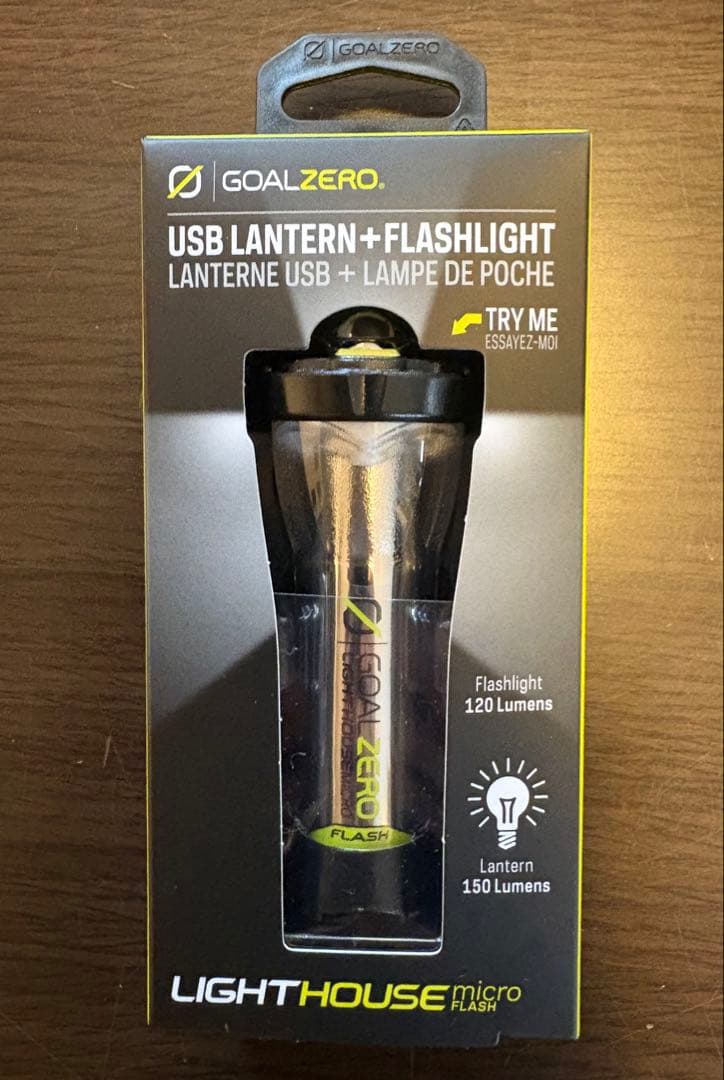 GOALZERO
GOALZERO®
USB LANTERN+FLASHLIGHT
LANTERNE USB + LAMPE DE POCHE
TRY ME
ESSAYEZ-MOI
GOAL ZERO
LIGHTHOUSE MICRO
FLASH
Flashlight
120 Lumens
Lantern
150 Lumens
LIGHTHOUSE micro
FLASH